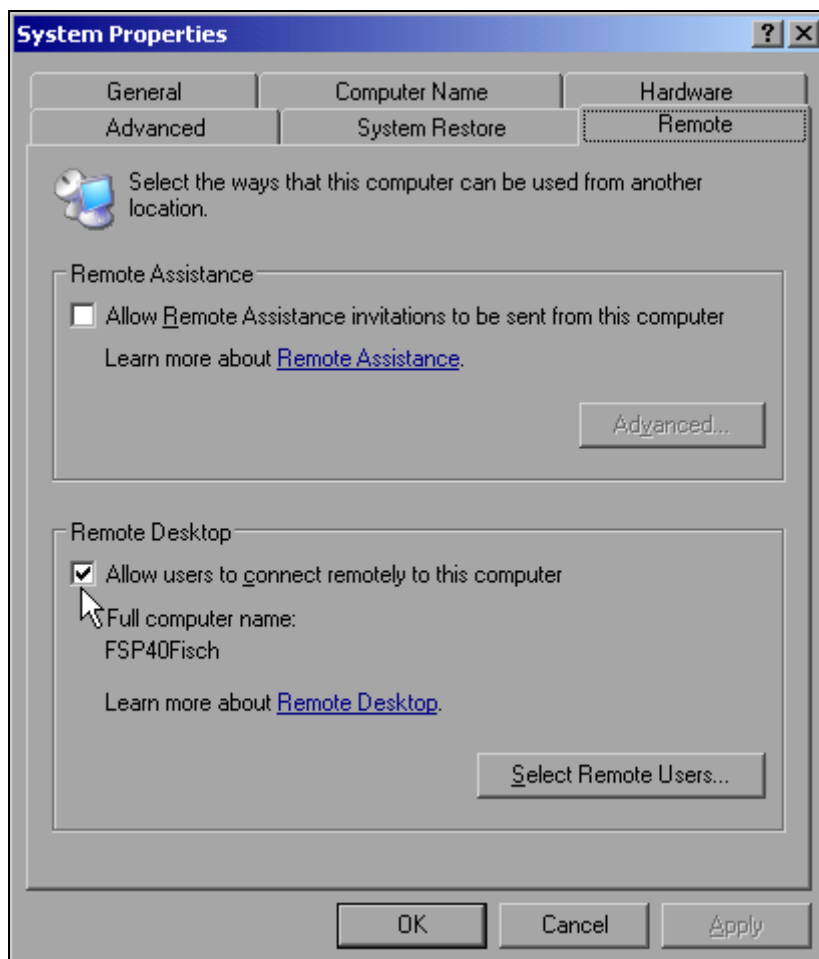 System Properties
General
Computer Name
Hardware
Advanced
System Restore
Remote
Select the ways that this computer can be used from another
location.
Remote Assistance
Allow Remote Assistance invitations to be sent from this computer
Learn more about Remote Assistance.
Advanced...
Remote Desktop
Allow users to connect remotely to this computer
Full computer name:
FSP40Fisch
Learn more about Remote Desktop.
Select Remote Users...
OK
Cancel
Apply